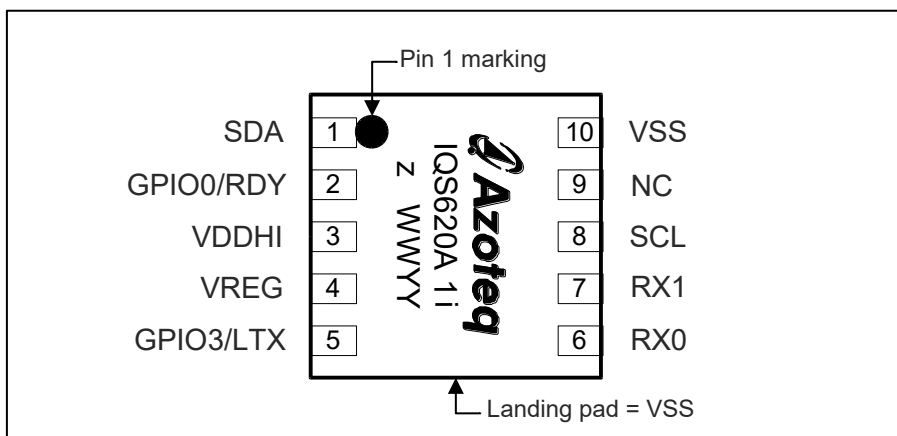 Pin 1 marking
SDA 1 10 VSS
GPIO0/RDY 2 9 NC
VDDHI 3 8 SCL
VREG 4 7 RX1
GPIO3/LTX 5 6 RX0
Azoteq
IQS620A 1i
z WWYY
Landing pad = VSS